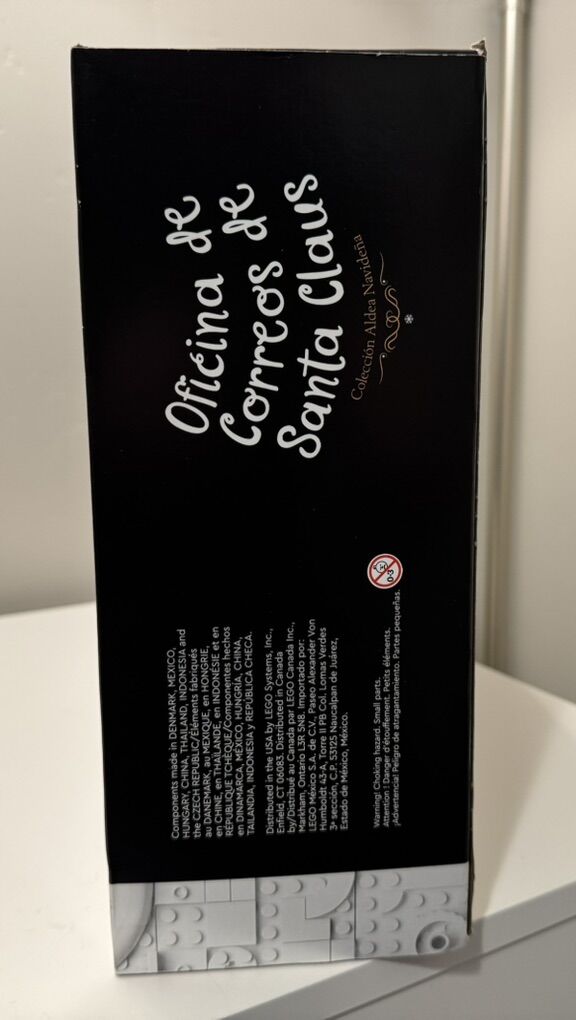 Oficina de
Correos de
Santa Claus
Colección Aldea Navideña
Components made in DENMARK, MEXICO,
HUNGARY, CHINA, THAILAND, INDONESIA and
the CZECH REPUBLIC/Éléments fabriqués
au DANEMARK, au MEXIQUE, en HONGRIE,
en CHINE, en THAÏLANDE, en INDONÉSIE et en
RÉPUBLIQUE TCHÈQUE/Componentes hechos
en DINAMARCA, MÉXICO, HUNGRÍA, CHINA,
TAILANDIA, INDONESIA y REPÚBLICA CHECA.
Distributed in the USA by LEGO Systems, Inc.,
Enfield, CT 06083. Distributed in Canada
by/Distribué au Canada par LEGO Canada Inc.,
Markham, Ontario L3R 5N8. Importado por:
LEGO México S.A. de C.V., Paseo Alexander Von
Humboldt 43-A, Torre III PB Col. Lomas Verdes
3ª sección, C.P. 53125 Naucalpan de Juárez,
Estado de México, México.
0-3
Warning! Choking hazard. Small parts.
Attention ! Danger d'étouffement. Petits éléments.
¡Advertencia! Peligro de atragantamiento. Partes pequeñas.